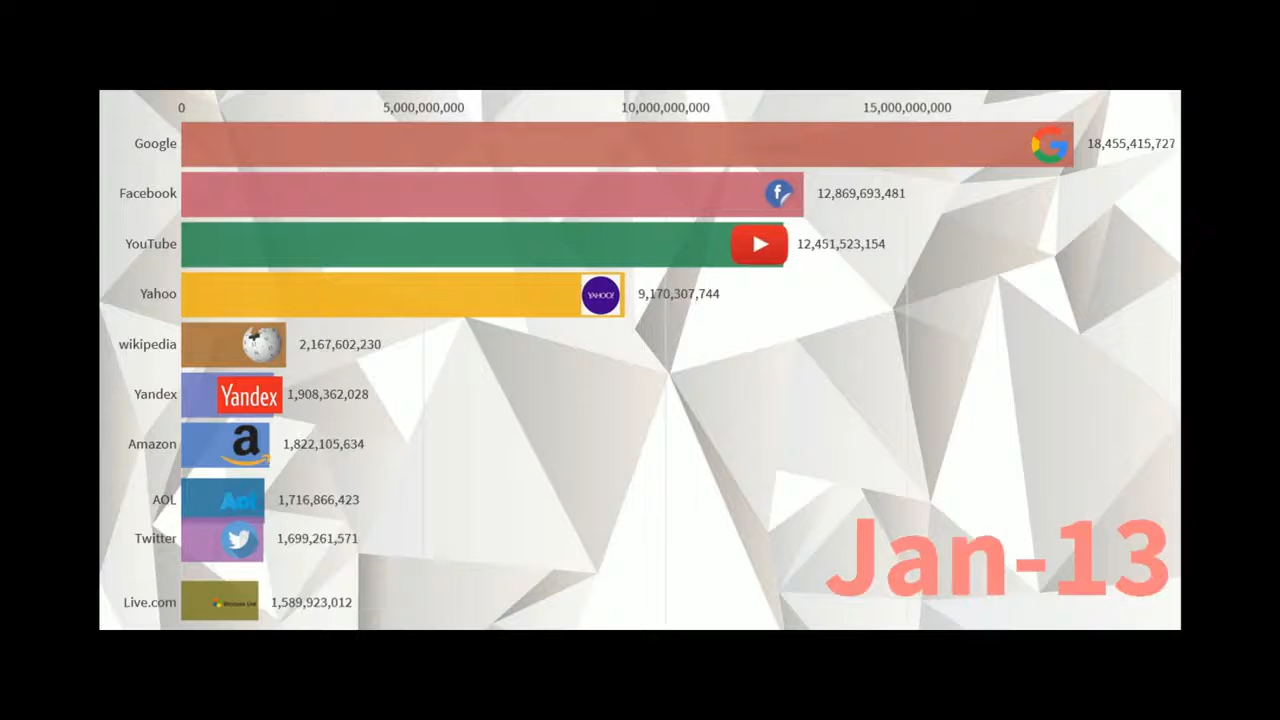 0 5,000,000,000 10,000,000,000 15,000,000,000
Google 18,455,415,727
Facebook f 12,869,693,481
YouTube 12,451,523,154
Yahoo YAHOO! 9,170,307,744
wikipedia 2,167,602,230
Yandex Yandex 1,908,362,028
Amazon a 1,822,105,634
AOL Aol 1,716,866,423
Twitter 1,699,261,571
Live.com Windows Live 1,589,923,012
Jan-13